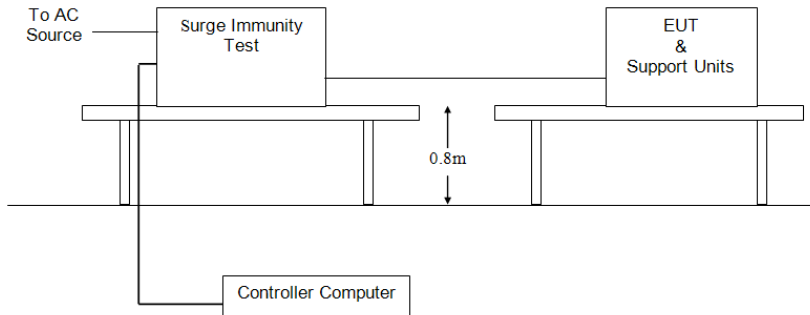 To AC
Source
Surge Immunity
Test
EUT
&
Support Units
0.8m
Controller Computer